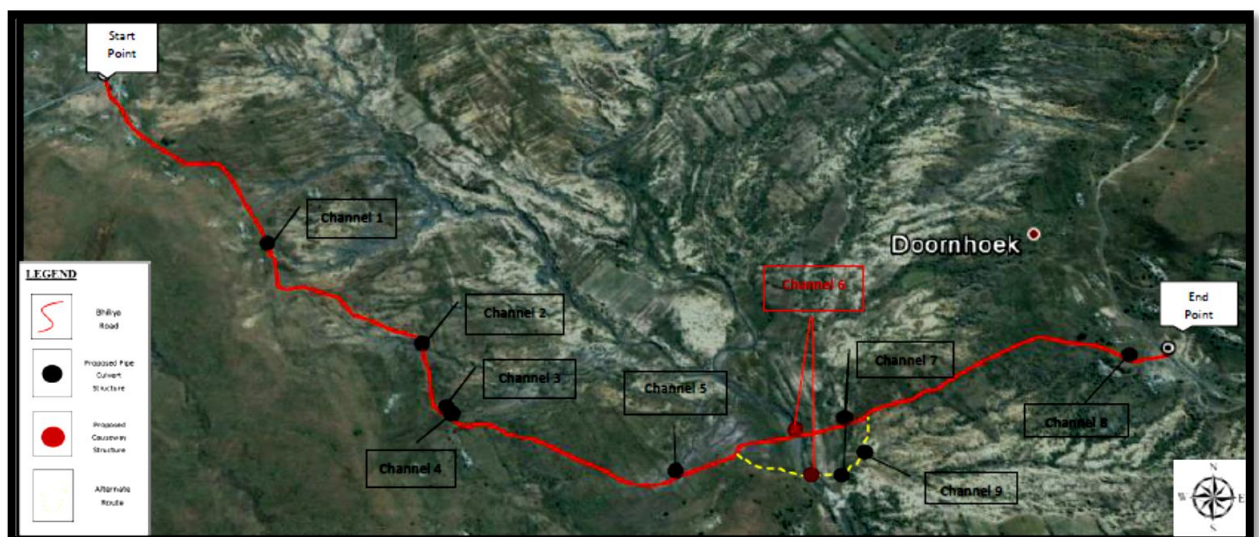 Start
Point
Channel 1
Doornhoek
LEGEND
Channel 6
End
Point
Channel 2
Road
Channel 7
Channel 3
Proposed Pipe
Culvert
Structure
Channel 5
Channel 8
Proposed
Causeway
Structure
Channel 4
Channel 9
Alternate
Route
N
W
E
S